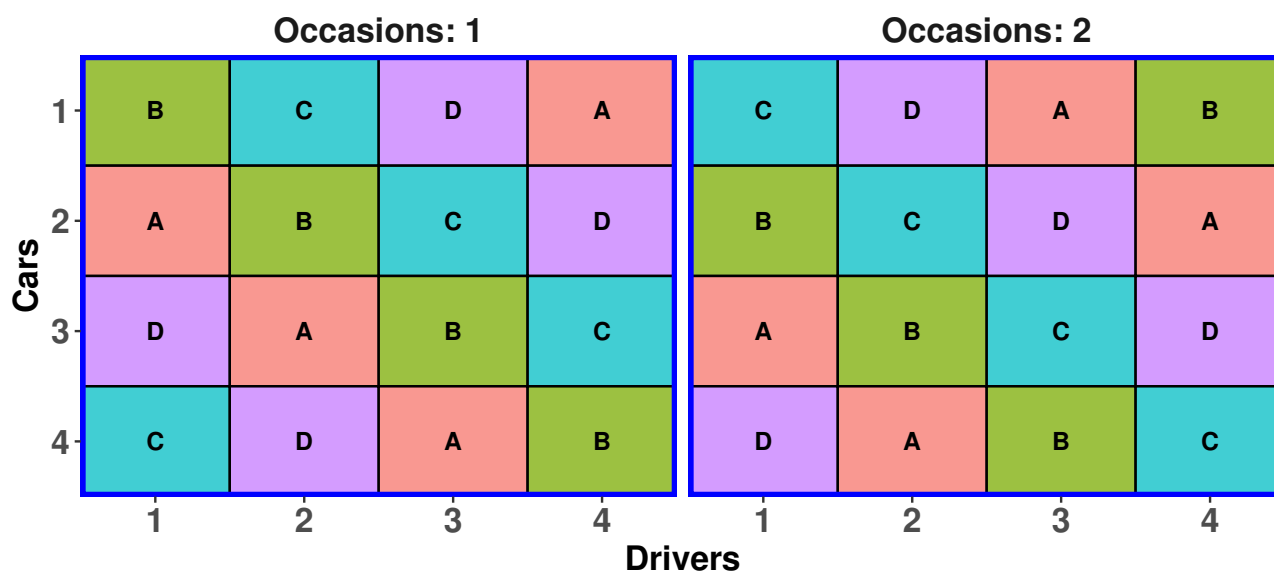 Occasions: 1 Occasions: 2
1 B C D A C D A B
2 A B C D B C D A
Cars
3 D A B C A B C D
4 C D A B D A B C
1 2 3 4 1 2 3 4
Drivers